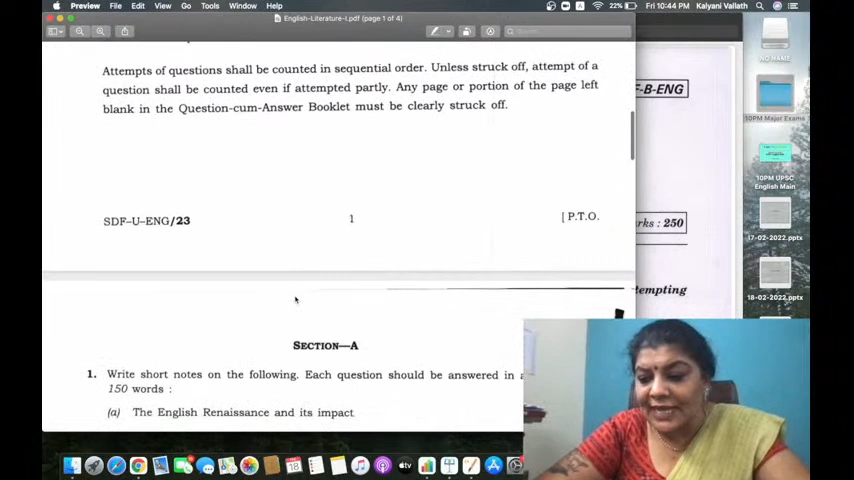 Preview File Edit View Go Tools Window Help 22% Fri 10:44 PM Kalyani Vallath
English-Literature-I.pdf (page 1 of 4)
Search
Attempts of questions shall be counted in sequential order. Unless struck off, attempt of a
question shall be counted even if attempted partly. Any page or portion of the page left
blank in the Question-cum-Answer Booklet must be clearly struck off.
SDF–U–ENG/23 1 [ P.T.O.
SECTION—A
1. Write short notes on the following. Each question should be answered in a
150 words :
(a) The English Renaissance and its impact
F-B-ENG
rks : 250
tempting
NO NAME
10PM Major Exams
10PM UPSC
English Main
17-02-2022.pptx
18-02-2022.pptx